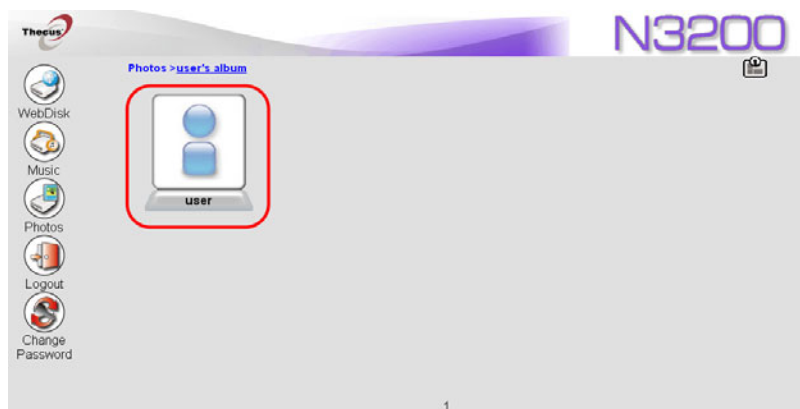 Thecus
N3200
Photos >user's album
WebDisk
Music
Photos
Logout
Change
Password
user
1